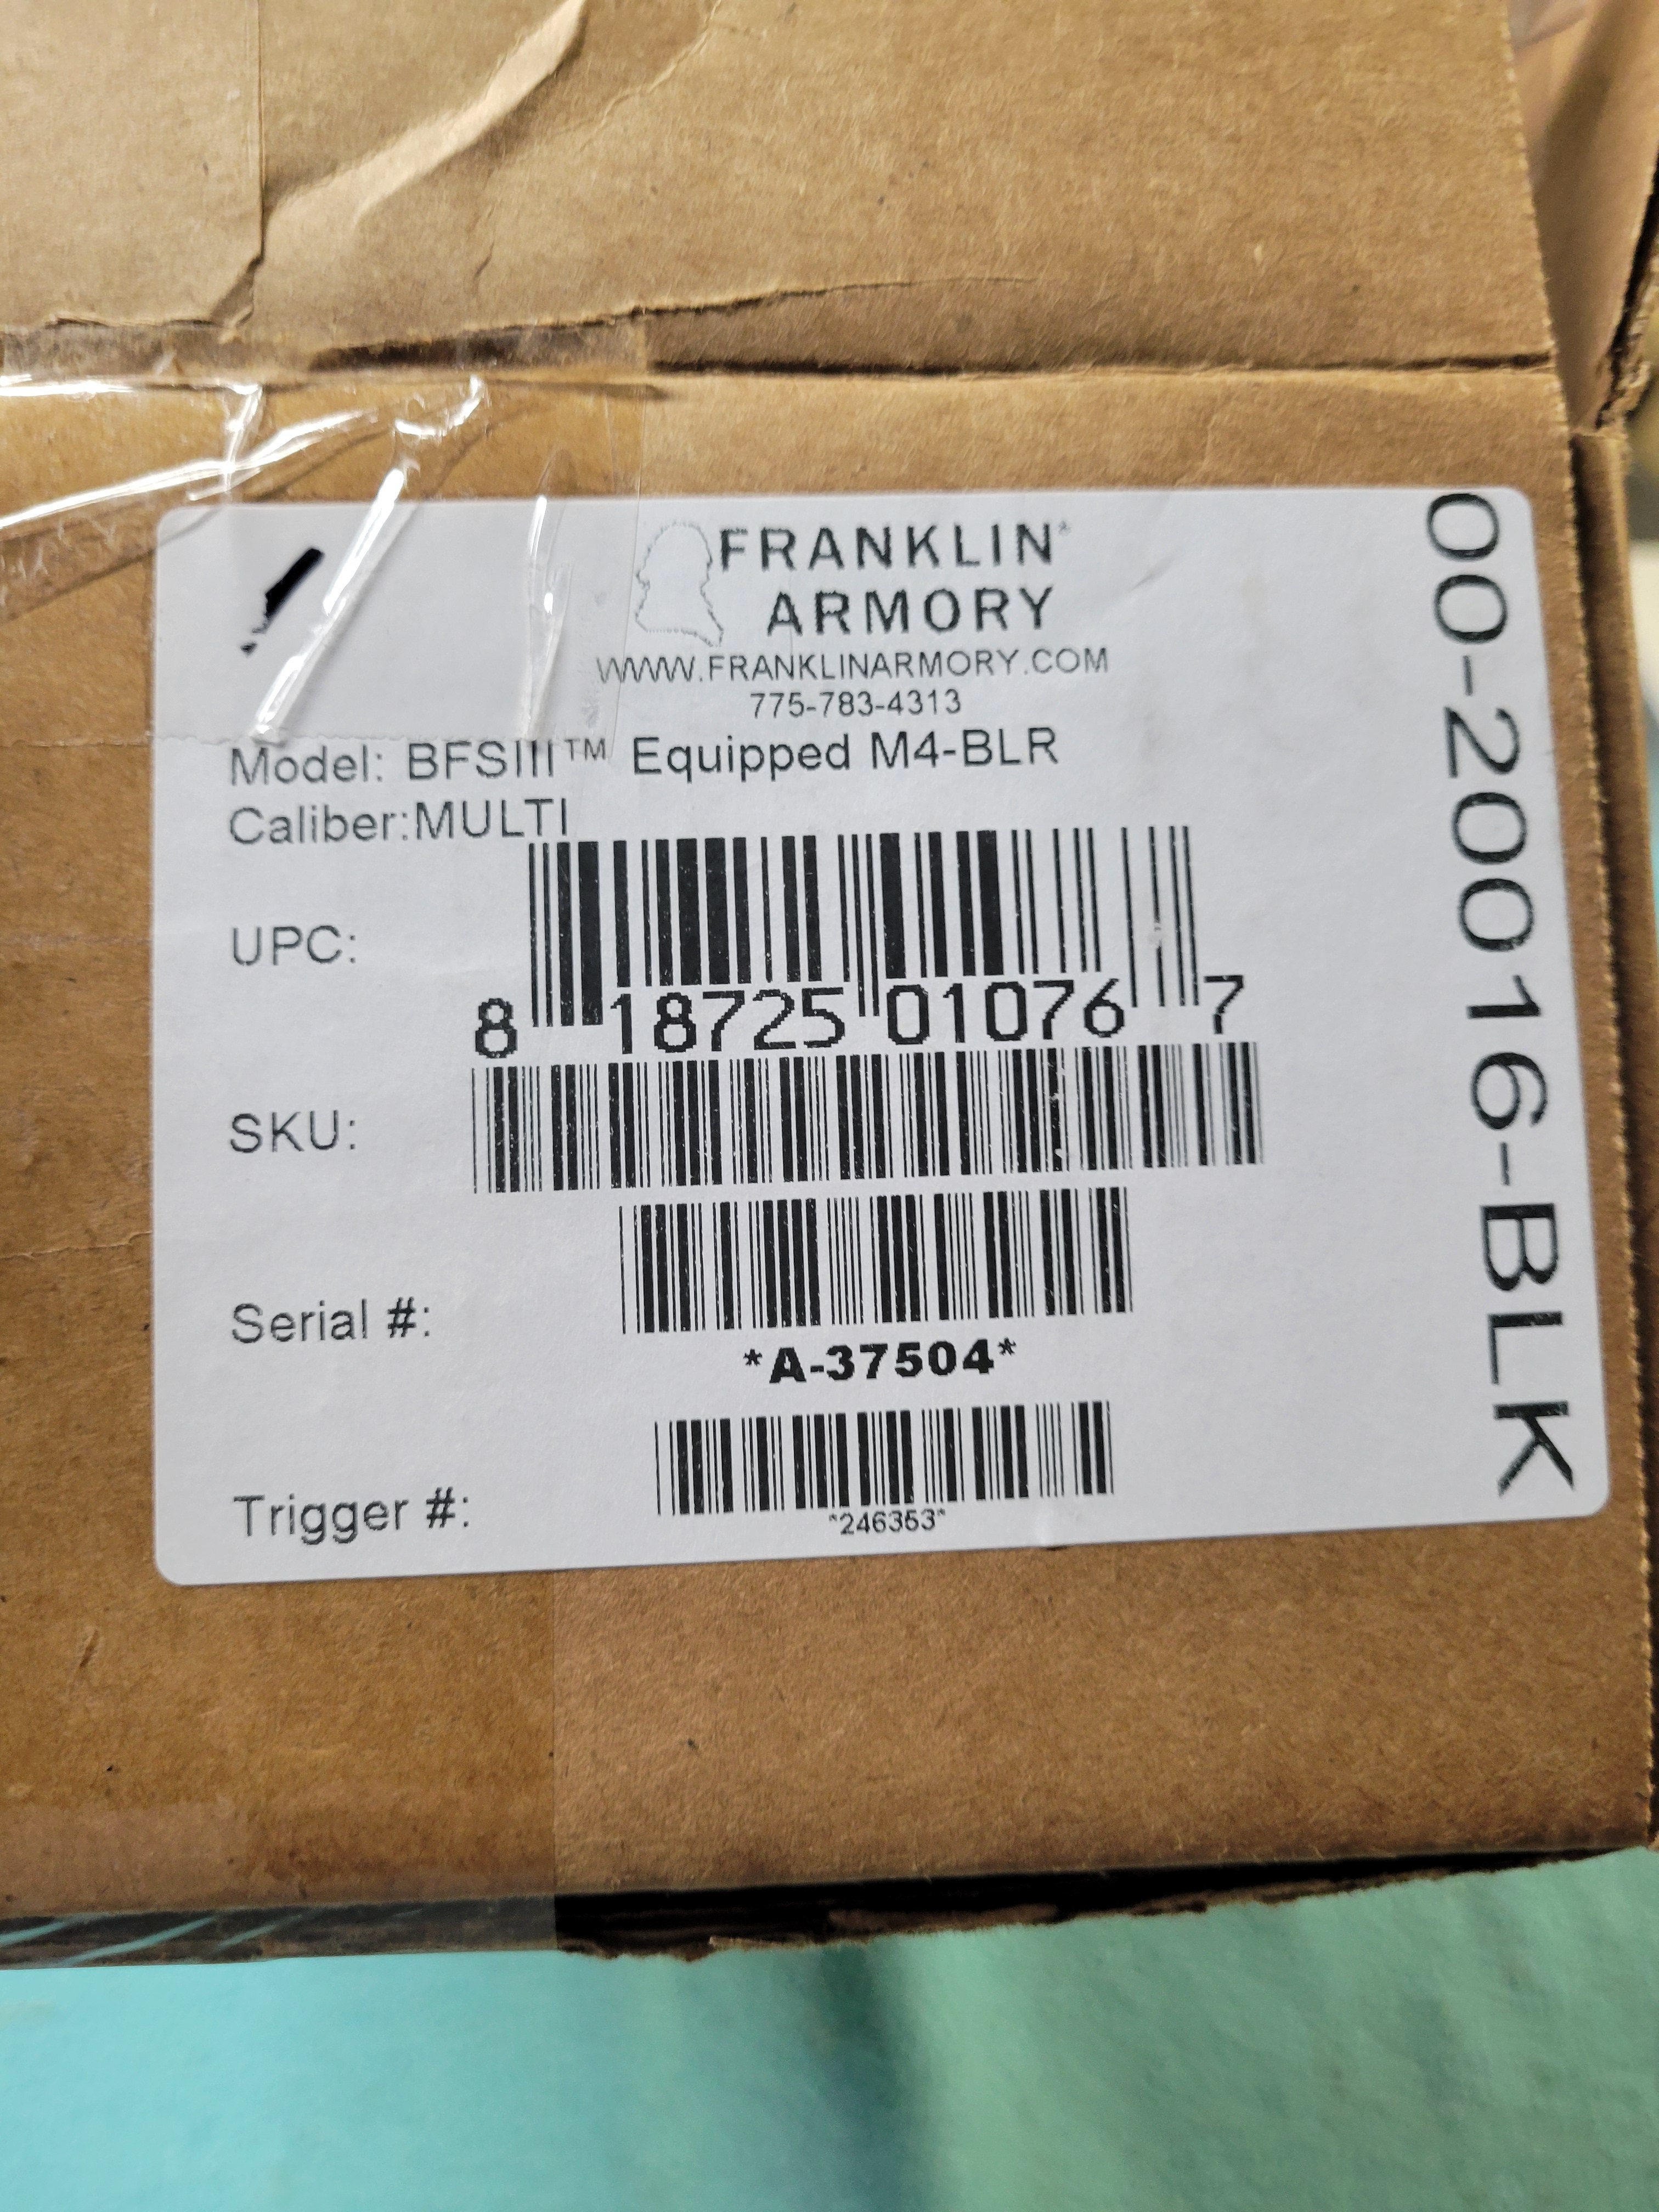 FRANKLIN®
ARMORY
WWW.FRANKLINARMORY.COM
775-783-4313
Model: BFSIII™ Equipped M4-BLR
Caliber:MULTI
UPC:
8 18725 01076 7
SKU:
Serial #:
*A-37504*
Trigger #:
*246353*
00-20016-BLK